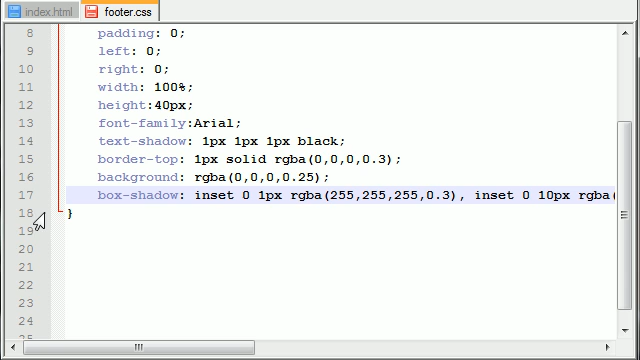 index.html footer.css
8 padding: 0;
9 left: 0;
10 right: 0;
11 width: 100%;
12 height:40px;
13 font-family:Arial;
14 text-shadow: 1px 1px 1px black;
15 border-top: 1px solid rgba(0,0,0,0.3);
16 background: rgba(0,0,0,0.25);
17 box-shadow: inset 0 1px rgba(255,255,255,0.3), inset 0 10px rgba(
18 }
19
20
21
22
23
24
25